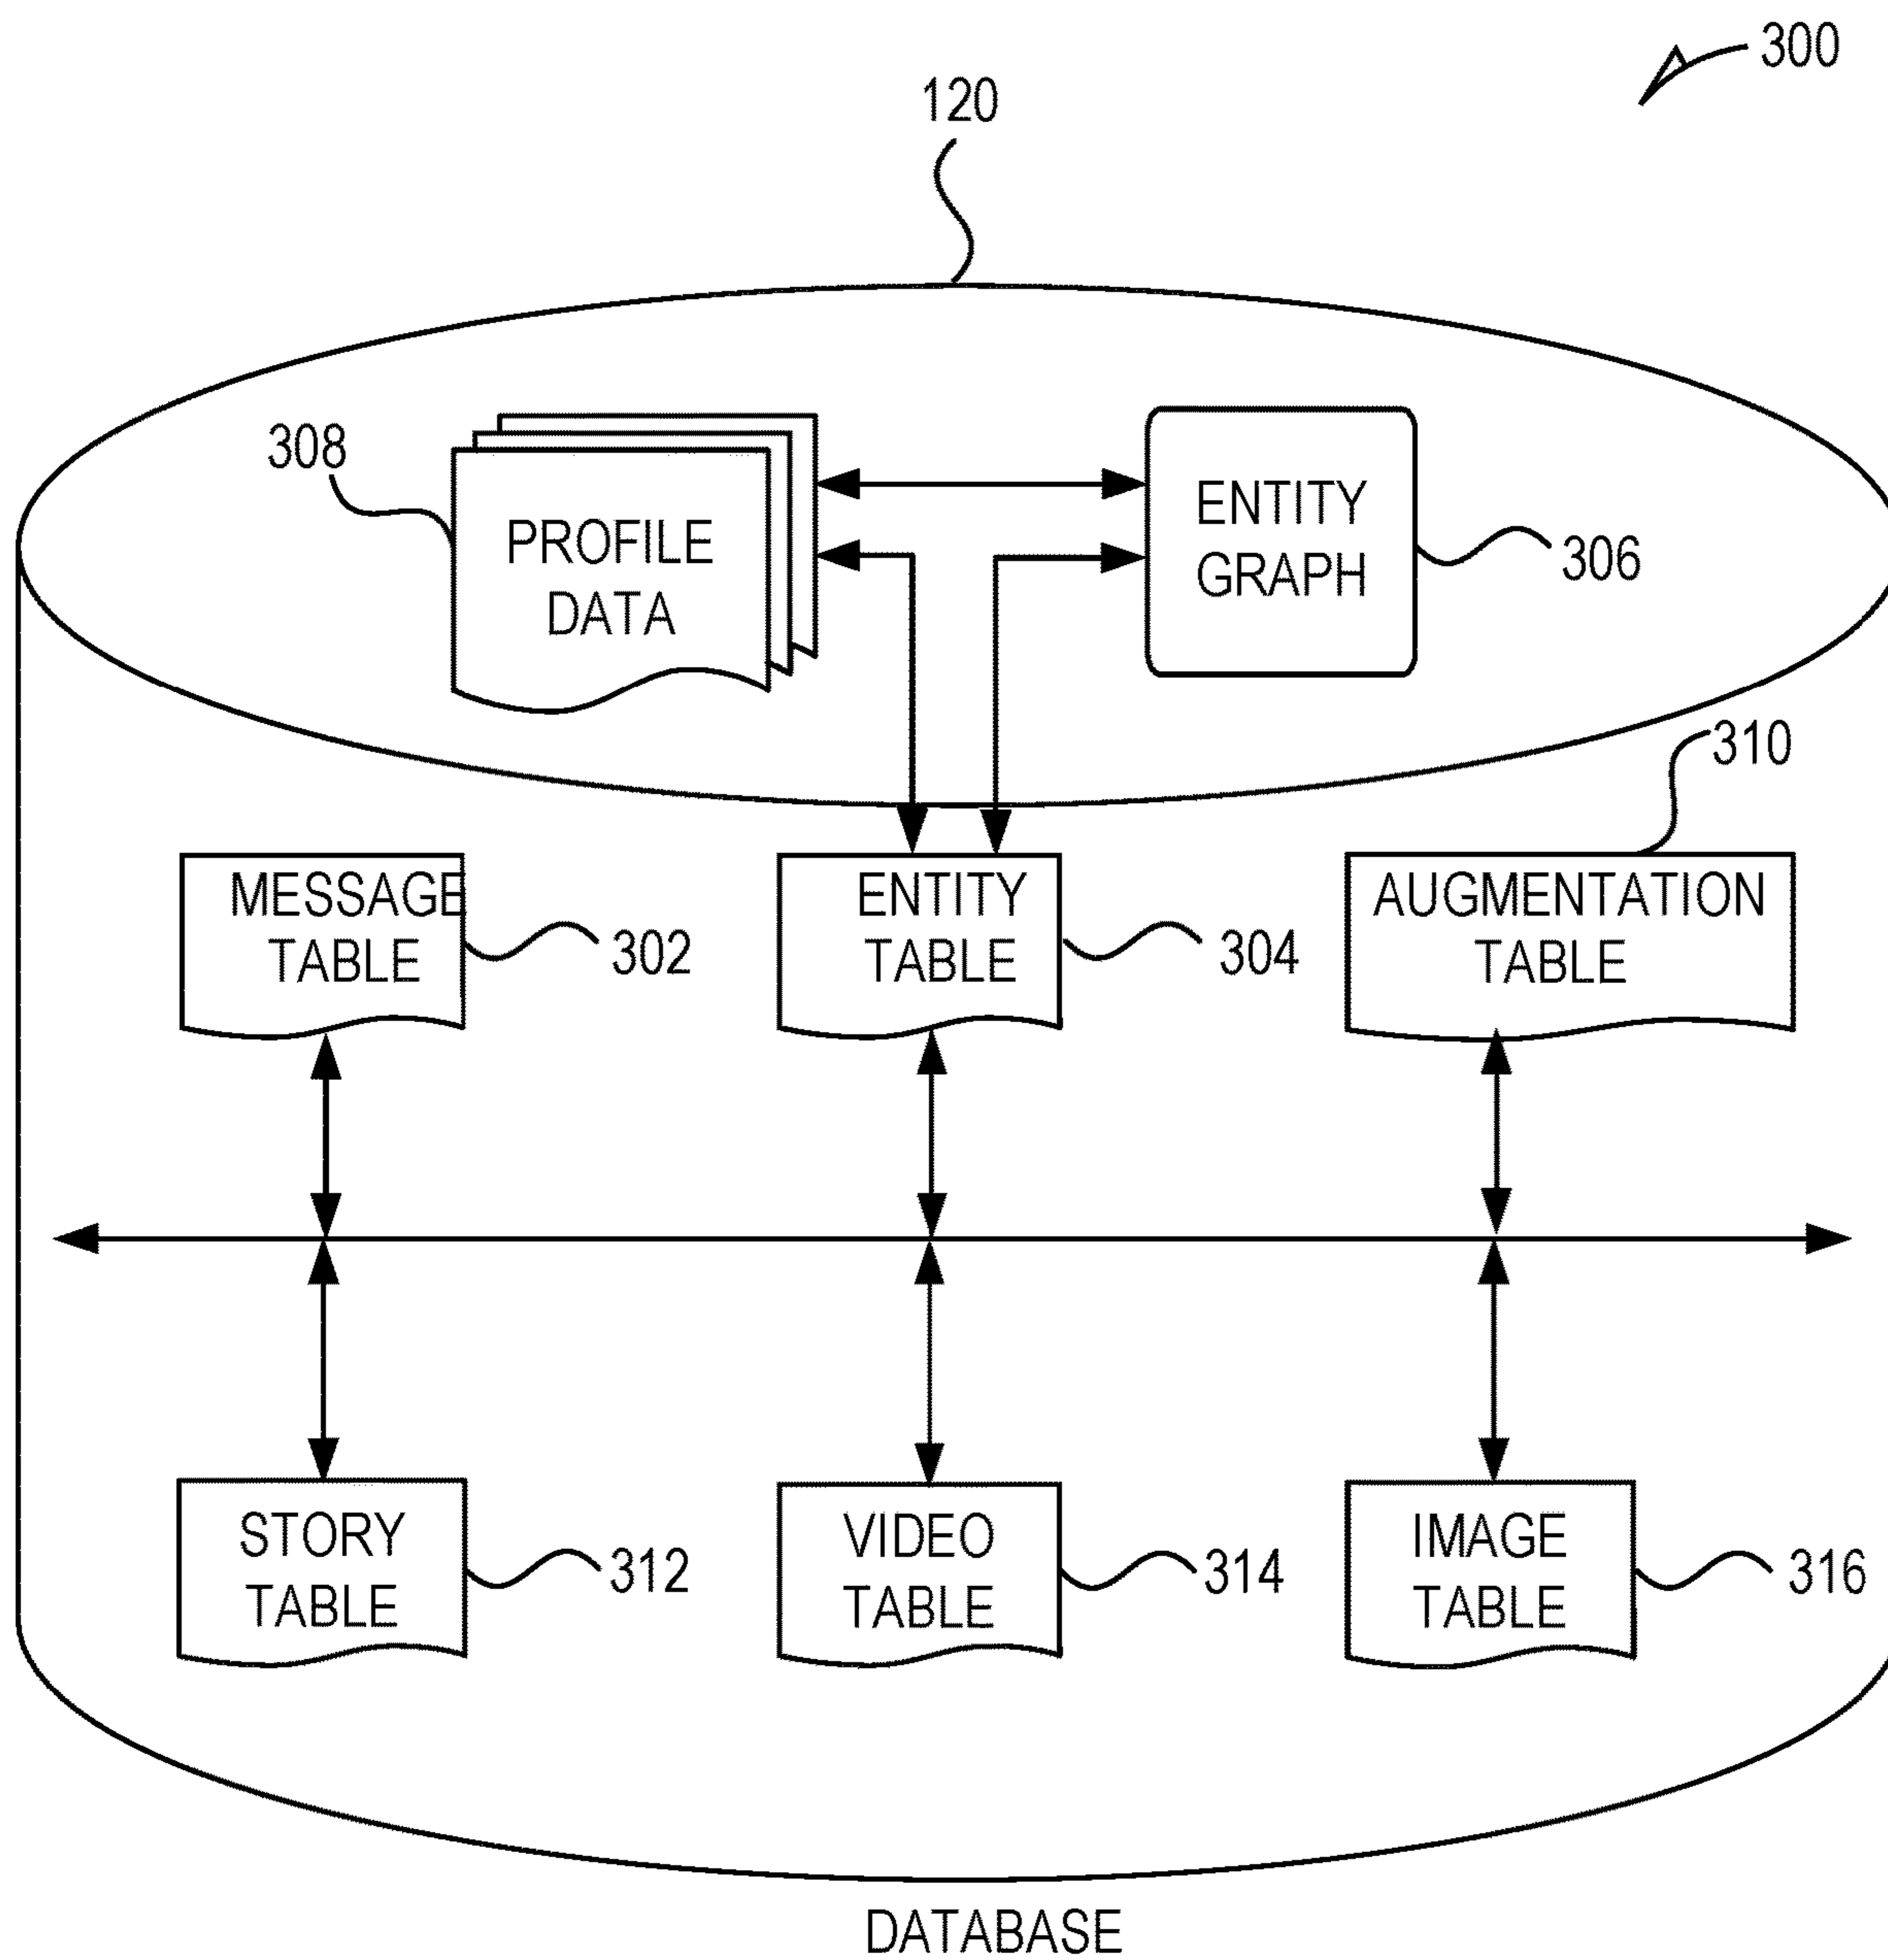 300
120
308
PROFILE
DATA
ENTITY
GRAPH
306
310
MESSAGE
TABLE
302
ENTITY
TABLE
304
AUGMENTATION
TABLE
STORY
TABLE
312
VIDEO
TABLE
314
IMAGE
TABLE
316
DATABASE